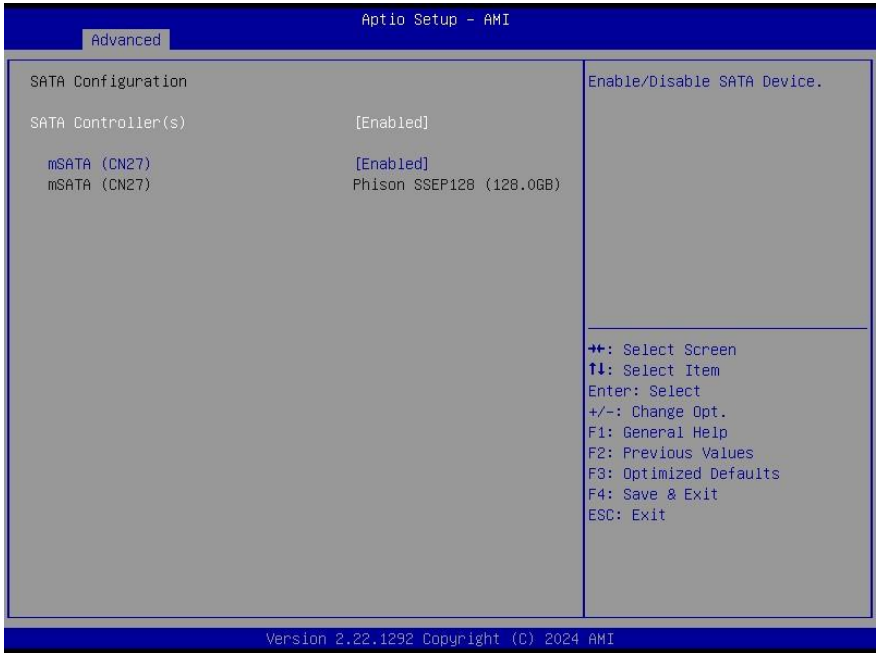 Aptio Setup – AMI
Advanced
SATA Configuration
SATA Controller(s) [Enabled]
mSATA (CN27) [Enabled]
mSATA (CN27) Phison SSEP128 (128.0GB)
Enable/Disable SATA Device.
→←: Select Screen
↑↓: Select Item
Enter: Select
+/-: Change Opt.
F1: General Help
F2: Previous Values
F3: Optimized Defaults
F4: Save & Exit
ESC: Exit
Version 2.22.1292 Copyright (C) 2024 AMI